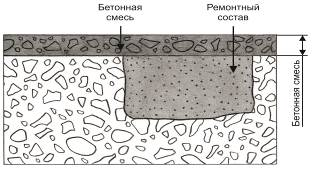 Бетонная
смесь
Ремонтный
состав
Бетонная смесь